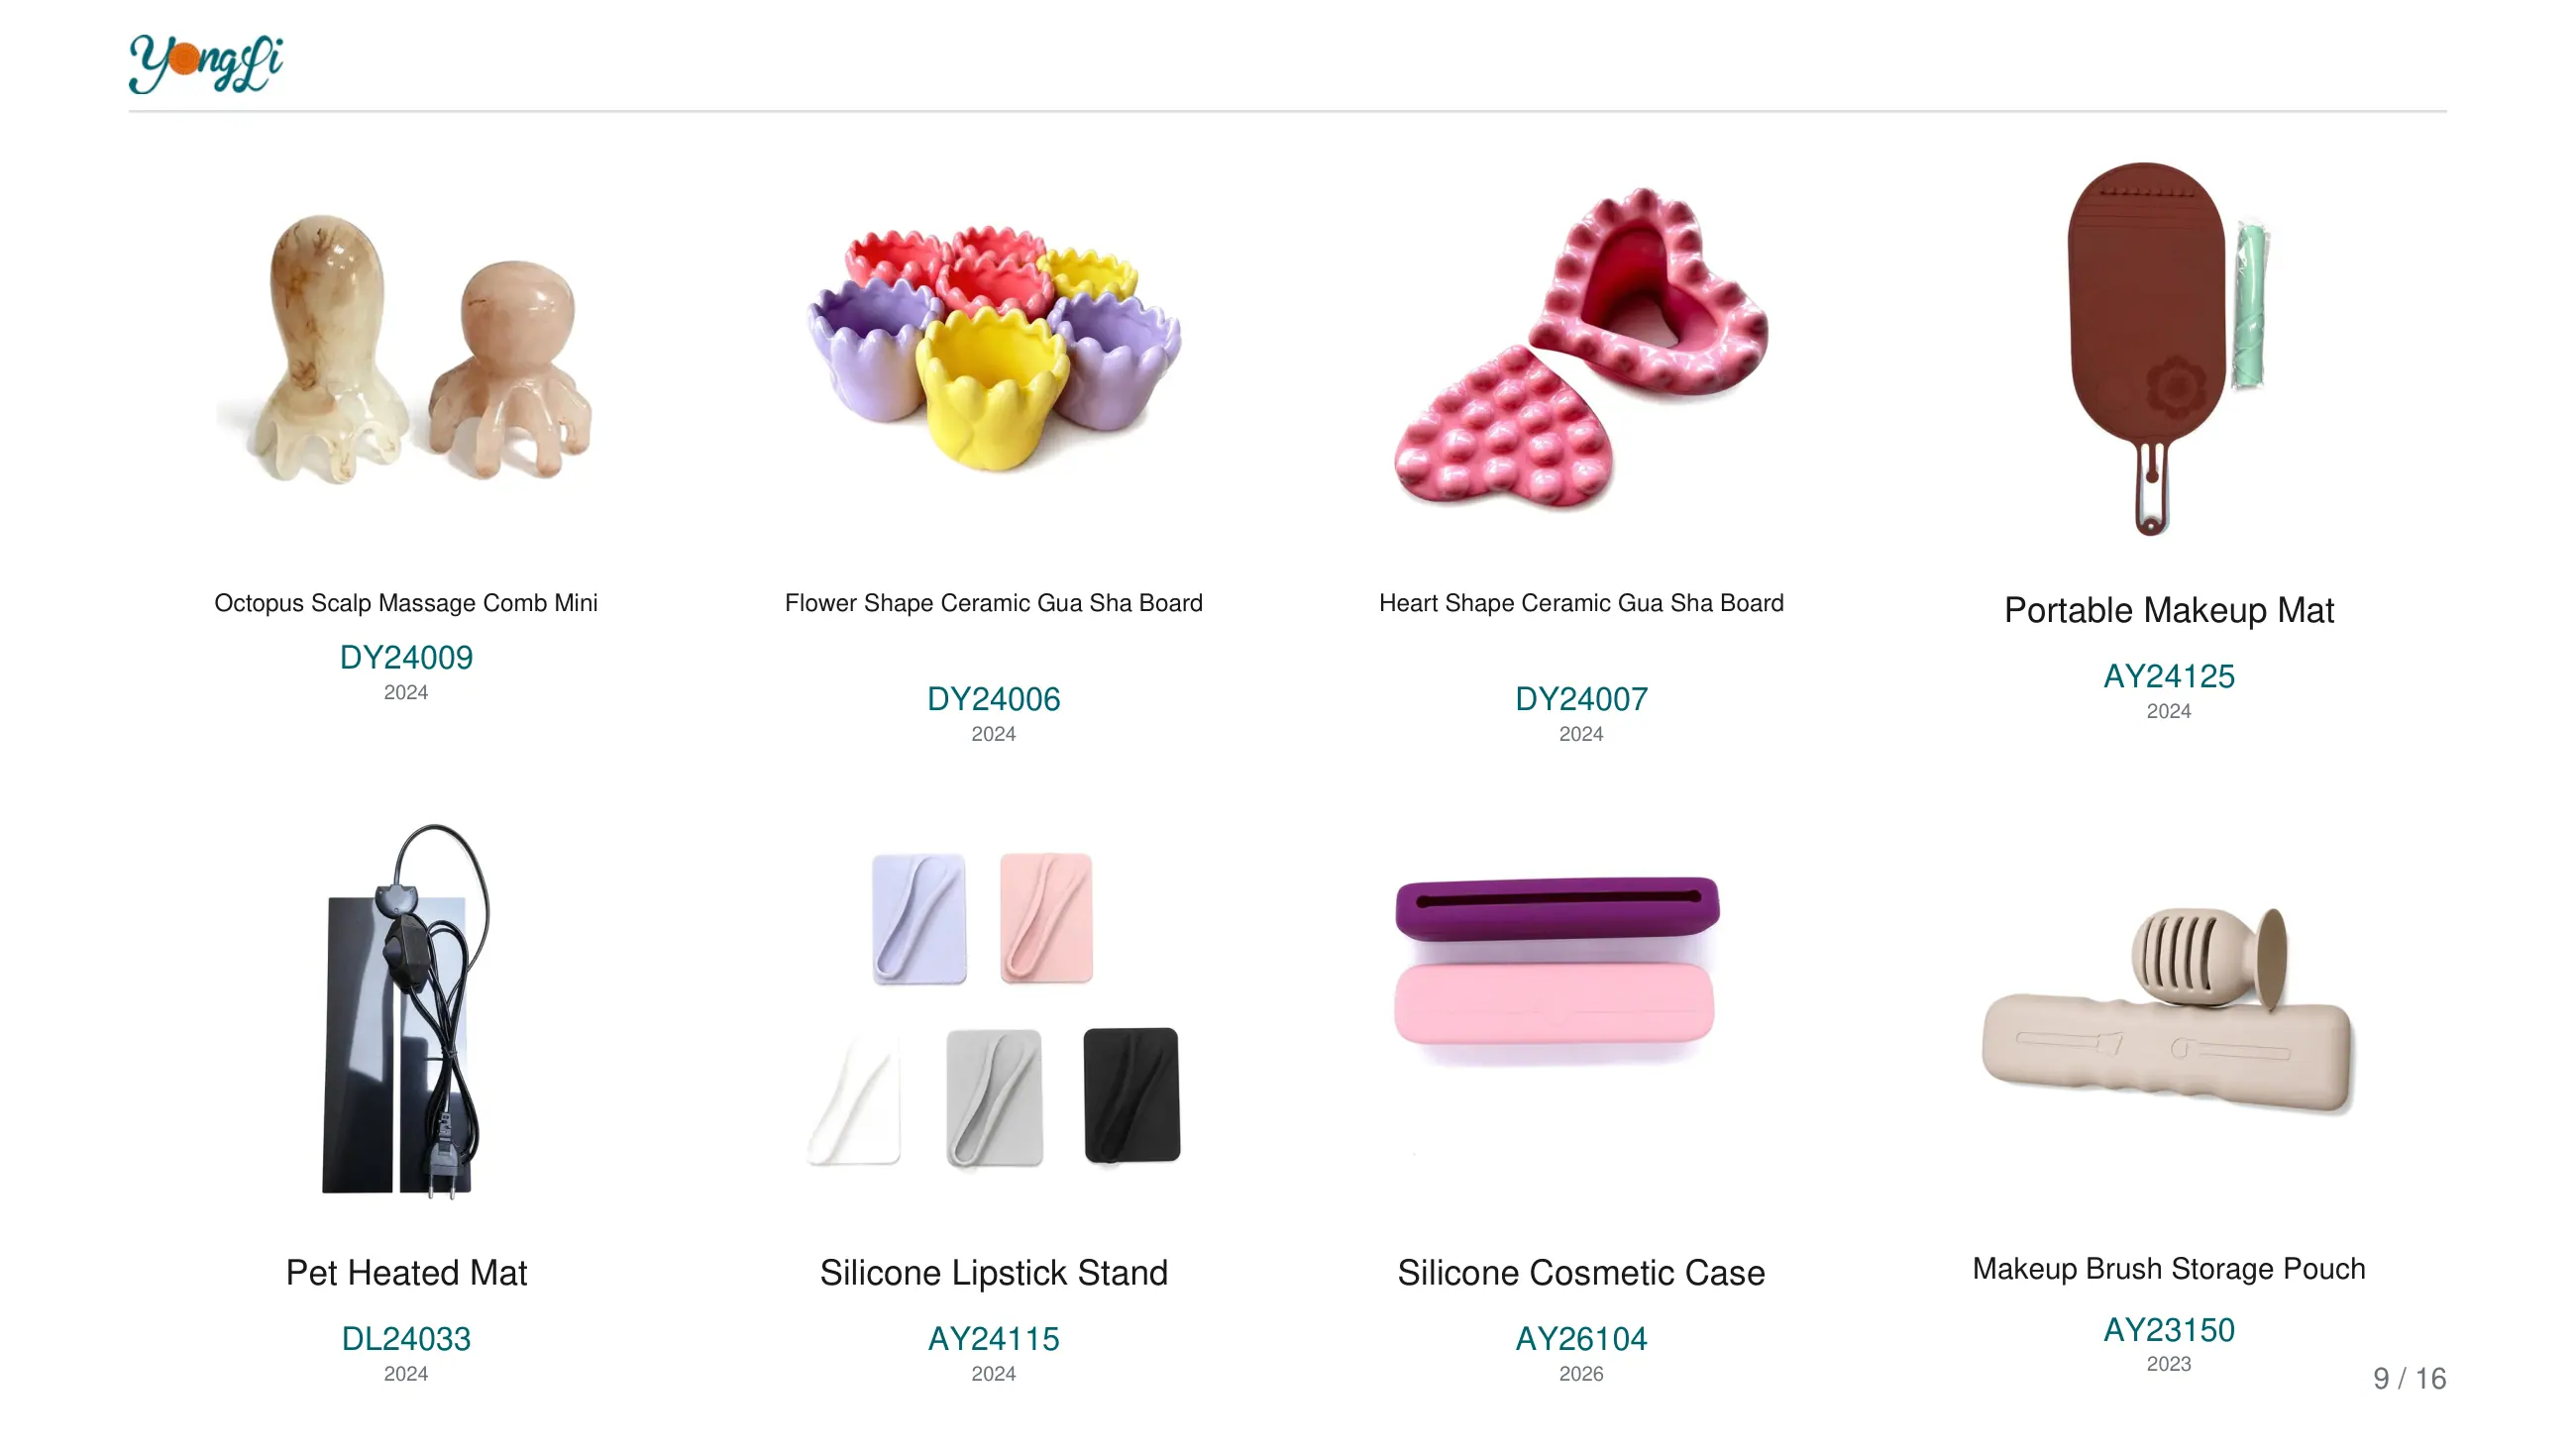 YongLi
Octopus Scalp Massage Comb Mini
DY24009
2024
Flower Shape Ceramic Gua Sha Board
DY24006
2024
Heart Shape Ceramic Gua Sha Board
DY24007
2024
Portable Makeup Mat
AY24125
2024
Pet Heated Mat
DL24033
2024
Silicone Lipstick Stand
AY24115
2024
Silicone Cosmetic Case
AY26104
2026
Makeup Brush Storage Pouch
AY23150
2023
9 / 16